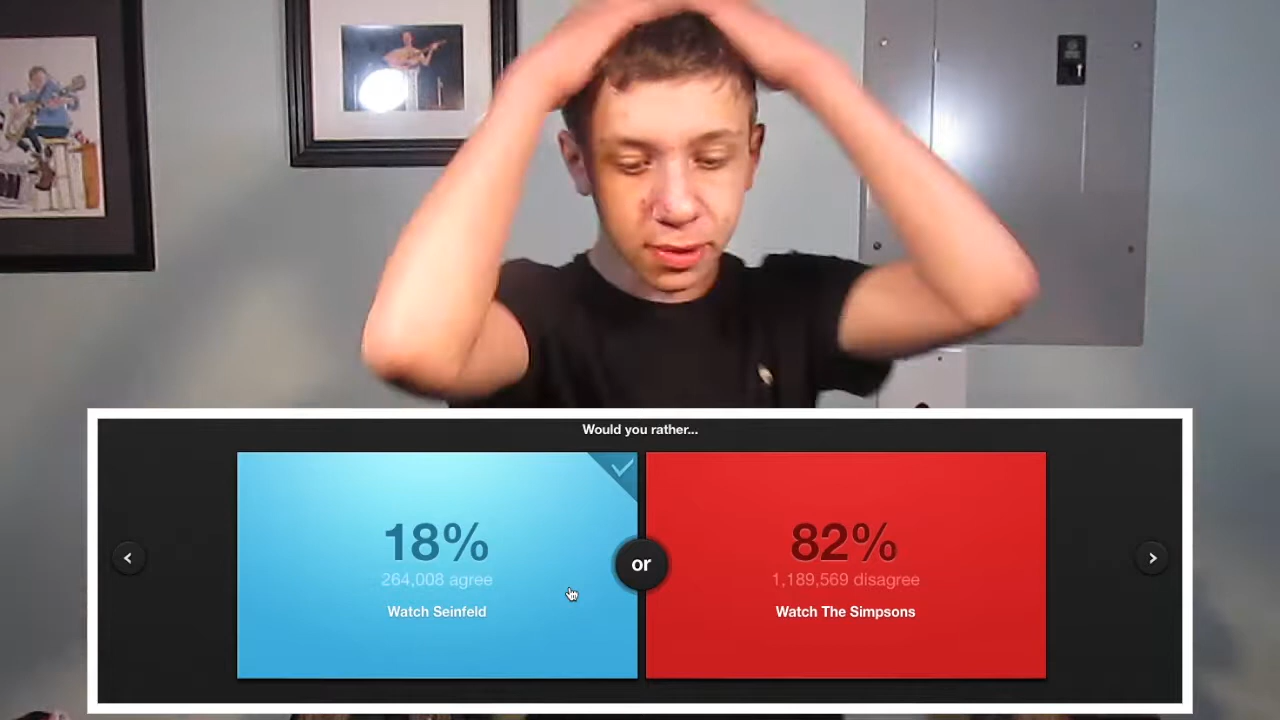 Would you rather...
18%
264,008 agree
Watch Seinfeld
or
82%
1,189,569 disagree
Watch The Simpsons